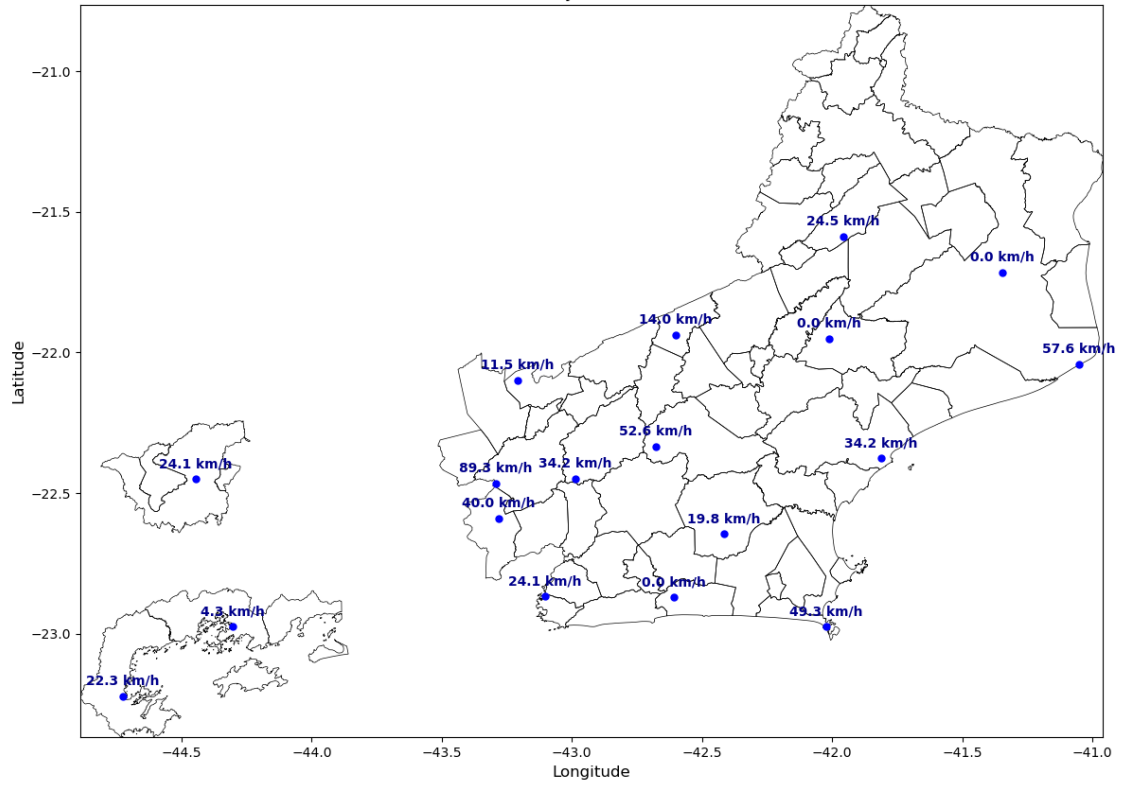 −21.0
−21.5
−22.0
−22.5
−23.0
Latitude
24.5 km/h
0.0 km/h
14.0 km/h
0.0 km/h
57.6 km/h
11.5 km/h
52.6 km/h
34.2 km/h
24.1 km/h
89.3 km/h
34.2 km/h
40.0 km/h
19.8 km/h
24.1 km/h
0.0 km/h
4.3 km/h
49.3 km/h
22.3 km/h
−44.5
−44.0
−43.5
−43.0
−42.5
−42.0
−41.5
−41.0
Longitude